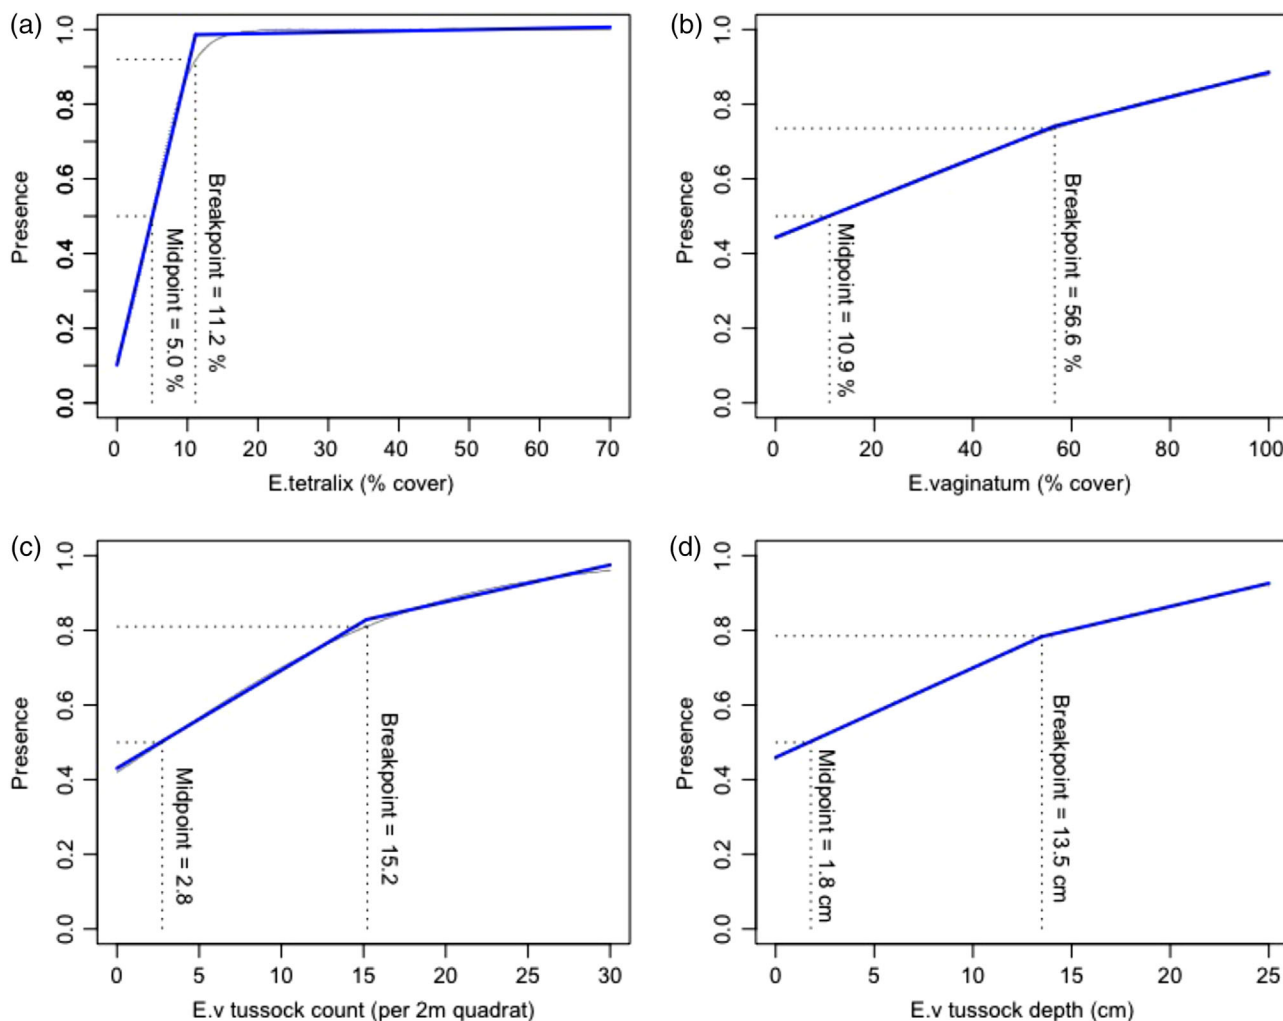 (a)
1.0
0.8
0.6
0.4
0.2
0.0
Presence
Midpoint = 5.0 %
Breakpoint = 11.2 %
0 10 20 30 40 50 60 70
E.tetralix (% cover)
(b)
1.0
0.8
0.6
0.4
0.2
0.0
Presence
Midpoint = 10.9 %
Breakpoint = 56.6 %
0 20 40 60 80 100
E.vaginatum (% cover)
(c)
1.0
0.8
0.6
0.4
0.2
0.0
Presence
Midpoint = 2.8
Breakpoint = 15.2
0 5 10 15 20 25 30
E.v tussock count (per 2m quadrat)
(d)
1.0
0.8
0.6
0.4
0.2
0.0
Presence
Midpoint = 1.8 cm
Breakpoint = 13.5 cm
0 5 10 15 20 25
E.v tussock depth (cm)